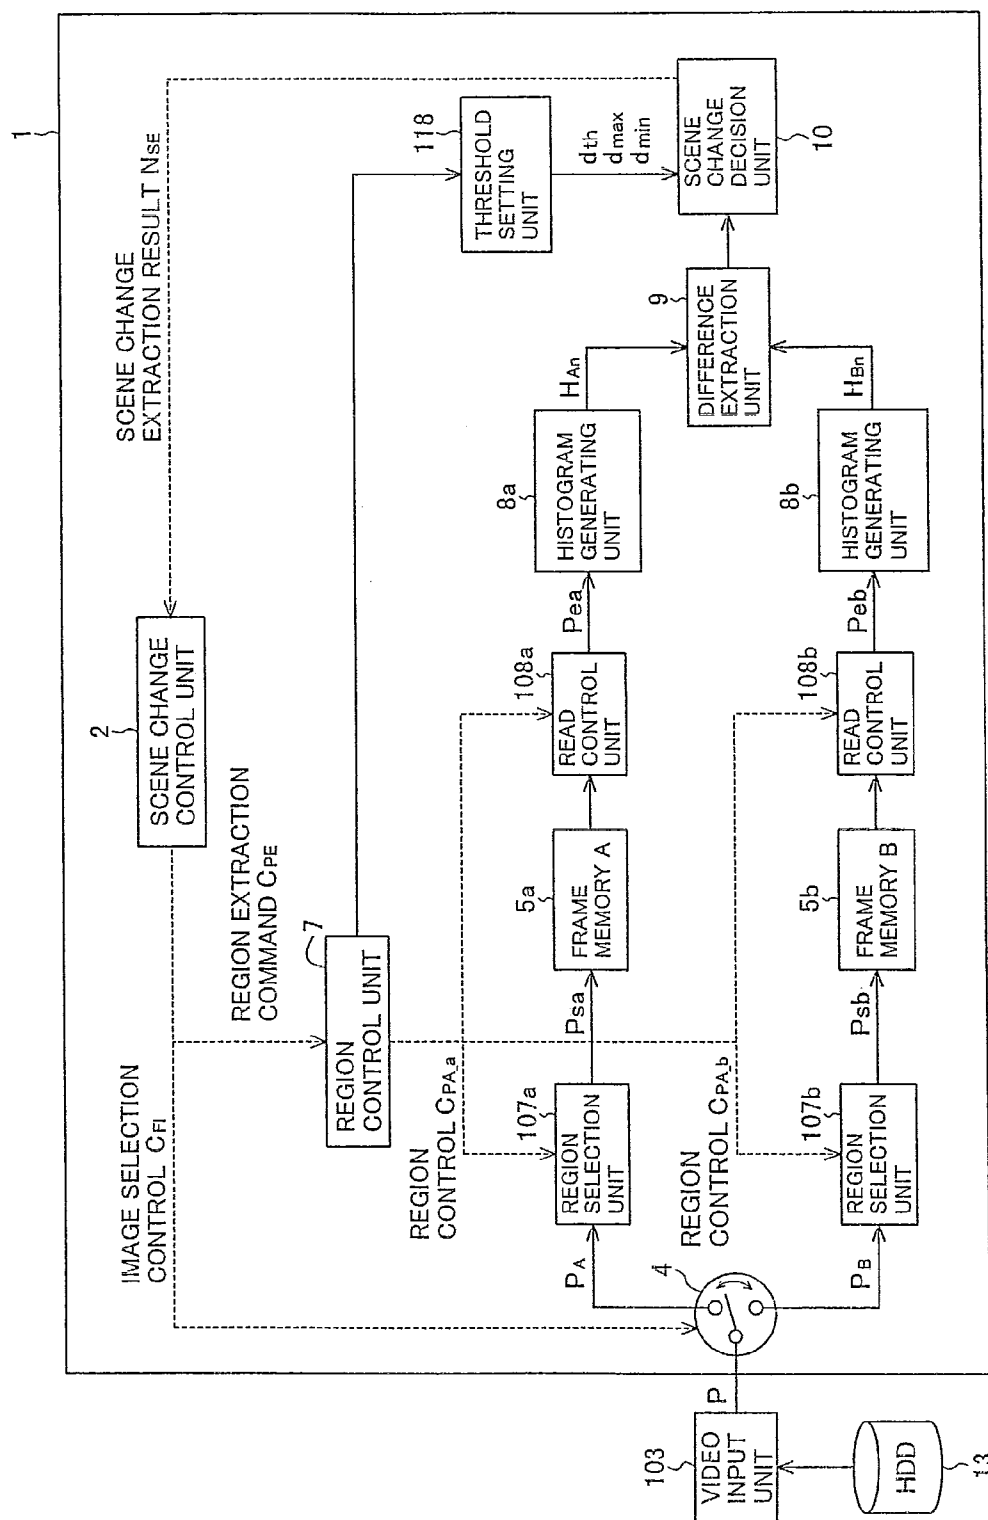 1
SCENE CHANGE
EXTRACTION RESULT NSE
2
SCENE CHANGE
CONTROL UNIT
IMAGE SELECTION
CONTROL CFI
REGION EXTRACTION
COMMAND CPE
7
REGION
CONTROL UNIT
118
THRESHOLD
SETTING
UNIT
dth
dmax
dmin
REGION
CONTROL CPA_a
107a
REGION
SELECTION
UNIT
Psa
5a
FRAME
MEMORY A
108a
READ
CONTROL
UNIT
Pea
8a
HISTOGRAM
GENERATING
UNIT
HAn
9
DIFFERENCE
EXTRACTION
UNIT
SCENE
CHANGE
DECISION
UNIT
10
103
VIDEO
INPUT
UNIT
P
4
PA
PB
REGION
CONTROL CPA_b
107b
REGION
SELECTION
UNIT
Psb
5b
FRAME
MEMORY B
108b
READ
CONTROL
UNIT
Peb
8b
HISTOGRAM
GENERATING
UNIT
HBn
HDD
13